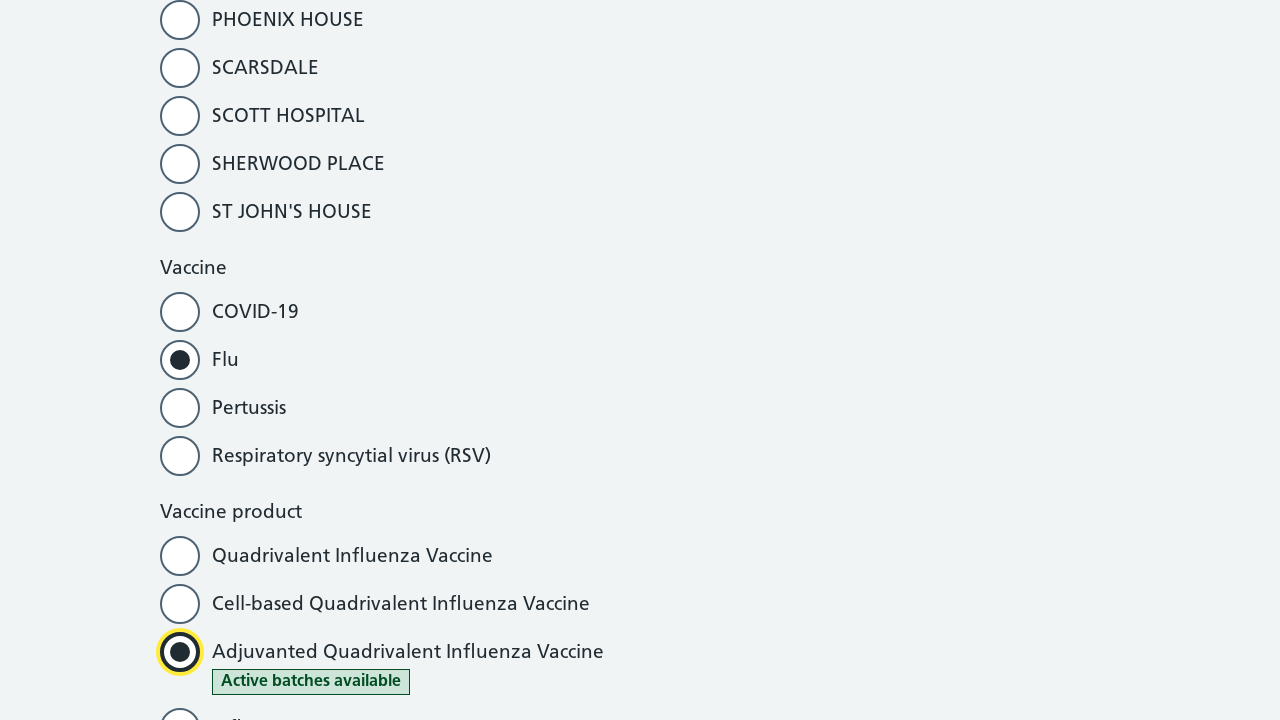 PHOENIX HOUSE
SCARSDALE
SCOTT HOSPITAL
SHERWOOD PLACE
ST JOHN'S HOUSE
Vaccine
COVID-19
Flu
Pertussis
Respiratory syncytial virus (RSV)
Vaccine product
Quadrivalent Influenza Vaccine
Cell-based Quadrivalent Influenza Vaccine
Adjuvanted Quadrivalent Influenza Vaccine
Active batches available